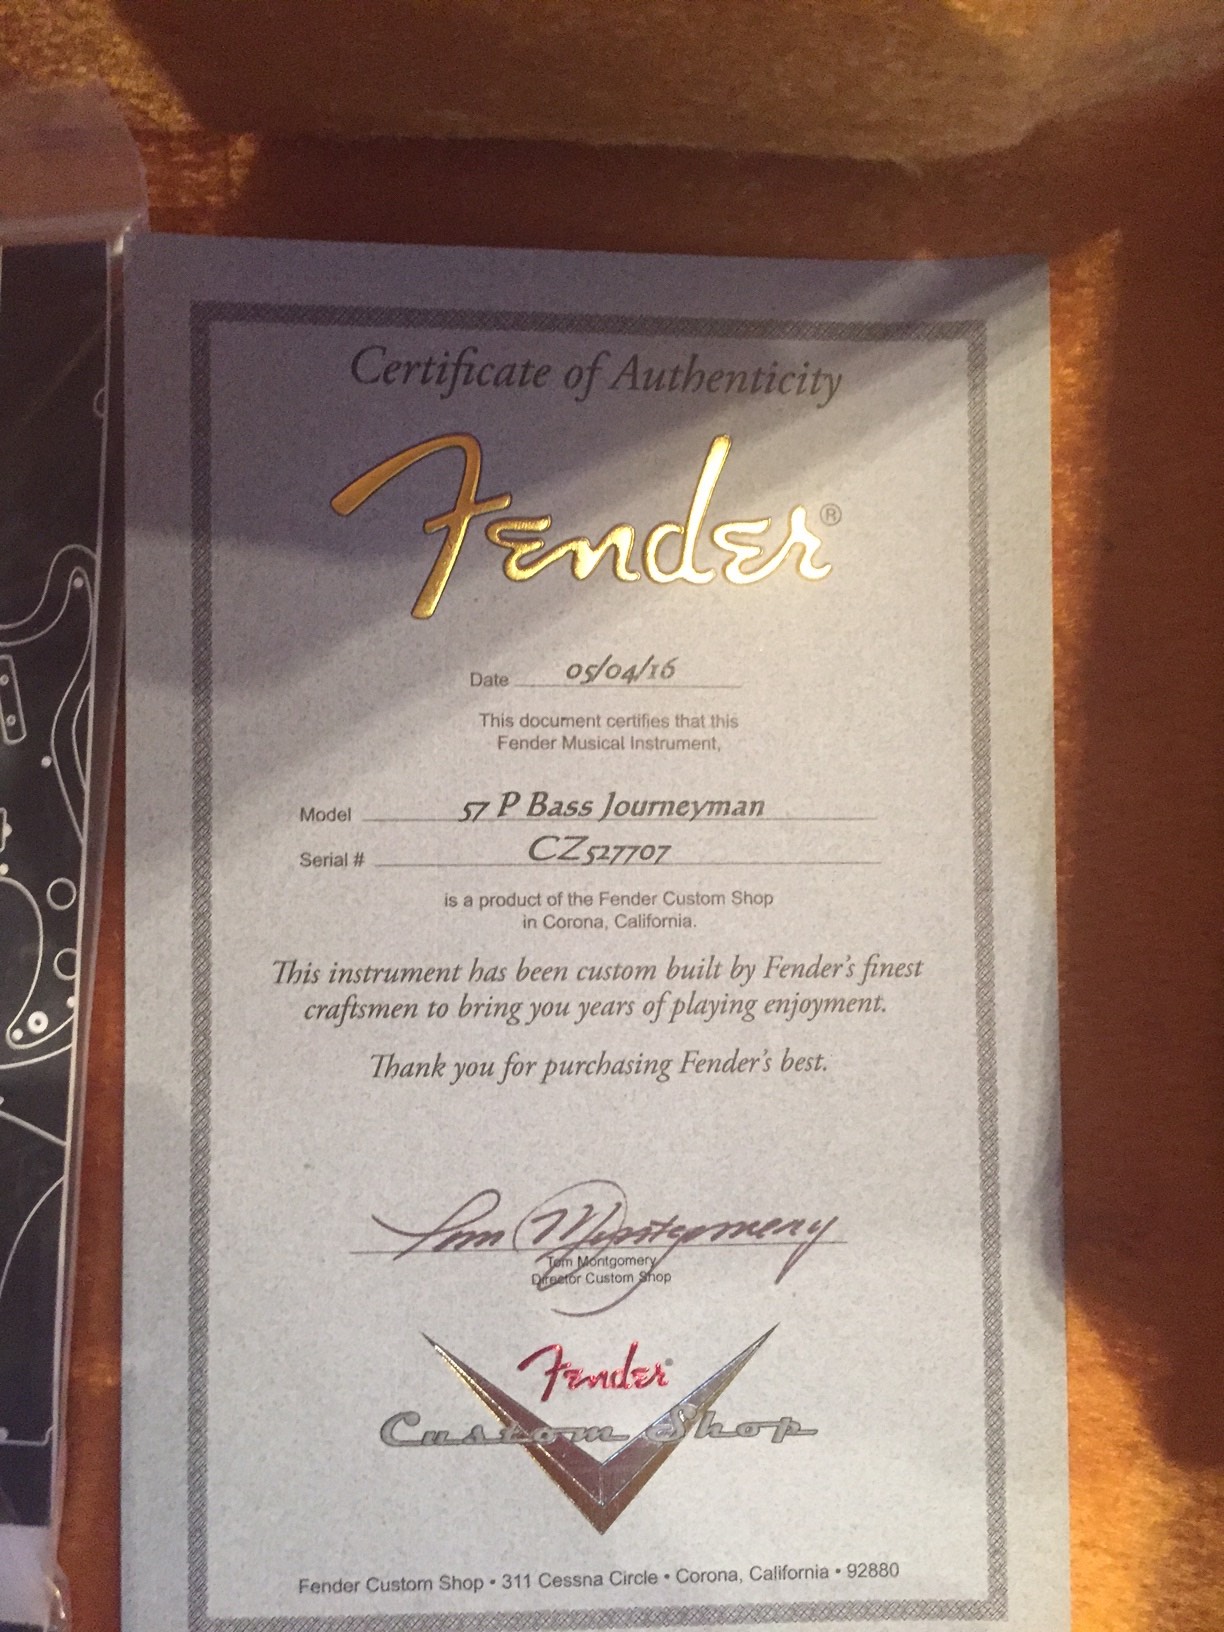 Certificate of Authenticity
Fender®
Date 05/04/16
This document certifies that this
Fender Musical Instrument,
Model 57 P Bass Journeyman
Serial # CZ527707
is a product of the Fender Custom Shop
in Corona, California.
This instrument has been custom built by Fender's finest
craftsmen to bring you years of playing enjoyment.
Thank you for purchasing Fender's best.
Tom Montgomery
Tom Montgomery
Director Custom Shop
Fender®
Custom Shop
Fender Custom Shop • 311 Cessna Circle • Corona, California • 92880